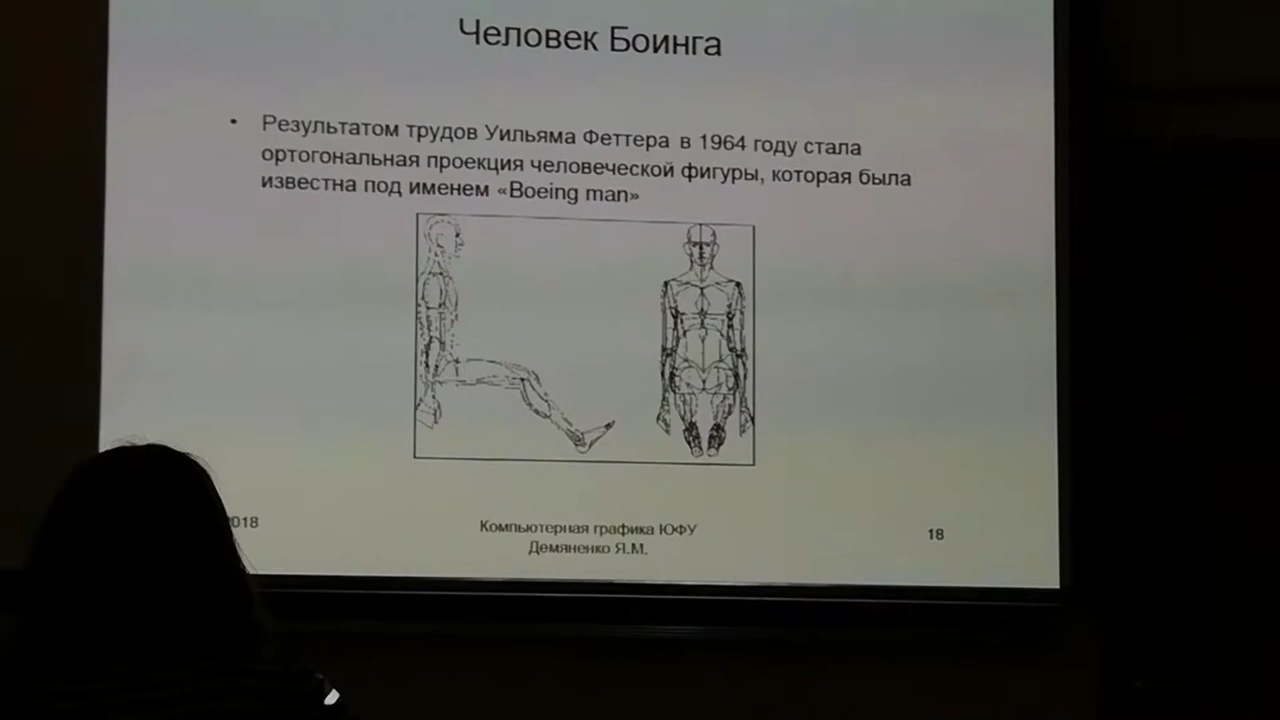 Человек Боинга
• Результатом трудов Уильяма Феттера в 1964 году стала
ортогональная проекция человеческой фигуры, которая была
известна под именем «Boeing man»
Компьютерная графика ЮФУ
Демяненко Я.М.
18